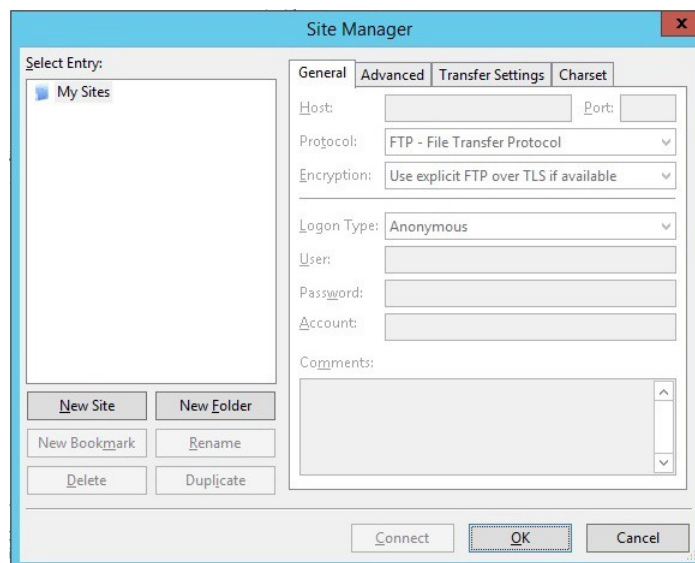 Site Manager
x
Select Entry:
My Sites
New Site
New Folder
New Bookmark
Rename
Delete
Duplicate
General
Advanced
Transfer Settings
Charset
Host:
Port:
Protocol:
FTP - File Transfer Protocol
Encryption:
Use explicit FTP over TLS if available
Logon Type:
Anonymous
User:
Password:
Account:
Comments:
Connect
OK
Cancel